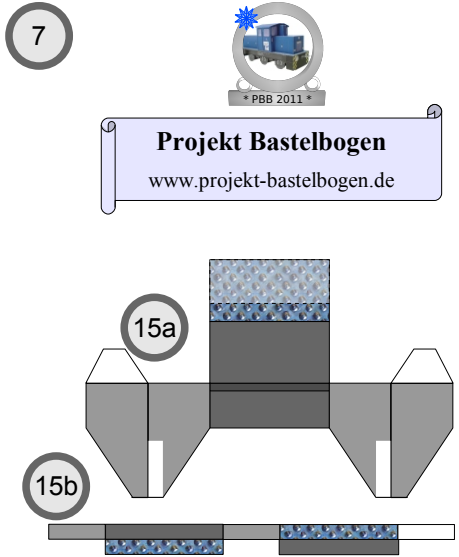 7
* PBB 2011 *
Projekt Bastelbogen
www.projekt-bastelbogen.de
15a
15b